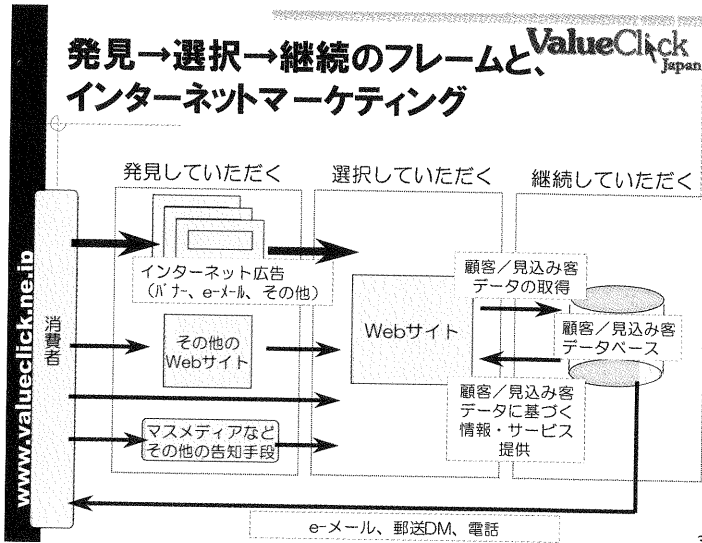 発見→選択→継続のフレームと、
インターネットマーケティング
ValueClick
Japan
www.valueclick.ne.jp
消費者
発見していただく
選択していただく
継続していただく
インターネット広告
（ﾊﾞﾅｰ、e-ﾒｰﾙ、その他）
その他の
Webサイト
マスメディアなど
その他の告知手段
Webサイト
顧客／見込み客
データの取得
顧客／見込み客
データベース
顧客／見込み客
データに基づく
情報・サービス
提供
e-メール、郵送DM、電話